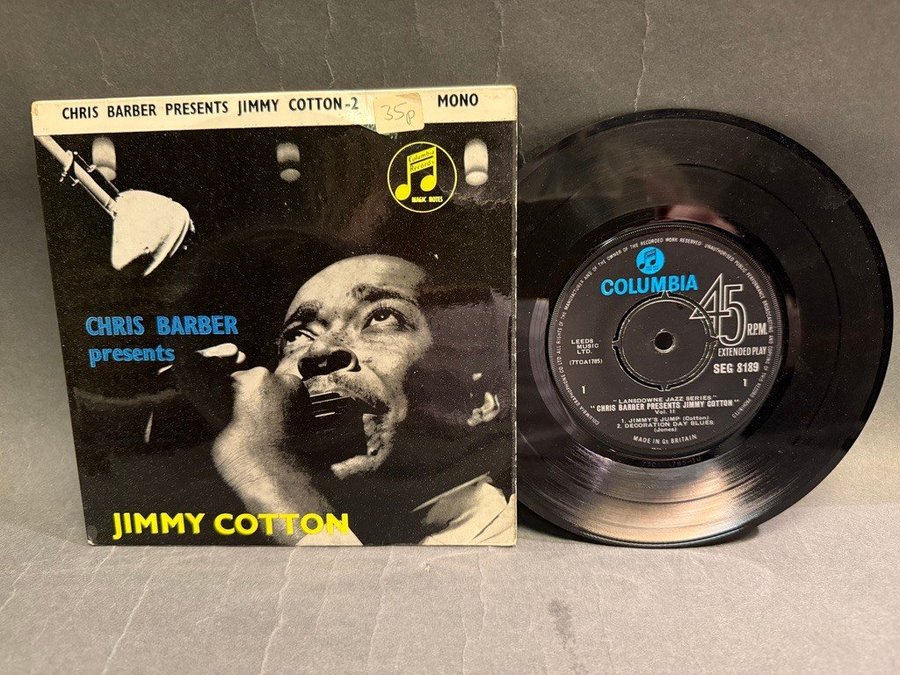 CHRIS BARBER PRESENTS JIMMY COTTON-2
35p
MONO
Columbia
Records
MAGIC NOTES
CHRIS BARBER
presents
JIMMY COTTON
COLUMBIA
45
R.P.M.
EXTENDED PLAY
SEG 8189
LEEDS
MUSIC
LTD.
(7TCA1785)
1
1
"LANSDOWNE JAZZ SERIES"
"CHRIS BARBER PRESENTS JIMMY COTTON"
Vol. II
1. JIMMY'S JUMP (Cotton)
2. DECORATION DAY BLUES
(Jones)
MADE IN GT. BRITAIN